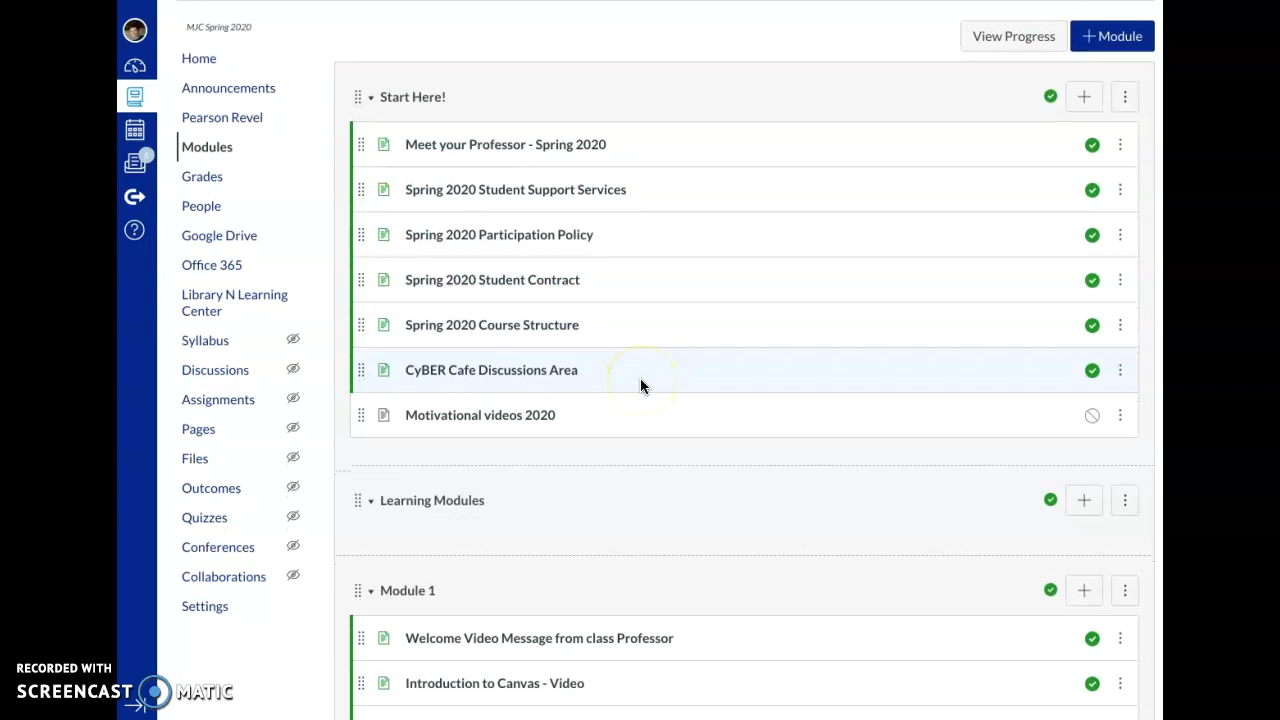 MJC Spring 2020
View Progress
+ Module
Home
Announcements
Pearson Revel
Modules
Grades
People
Google Drive
Office 365
Library N Learning
Center
Syllabus
Discussions
Assignments
Pages
Files
Outcomes
Quizzes
Conferences
Collaborations
Settings
Start Here!
Meet your Professor - Spring 2020
Spring 2020 Student Support Services
Spring 2020 Participation Policy
Spring 2020 Student Contract
Spring 2020 Course Structure
CyBER Cafe Discussions Area
Motivational videos 2020
Learning Modules
Module 1
Welcome Video Message from class Professor
Introduction to Canvas - Video
RECORDED WITH
SCREENCAST MATIC